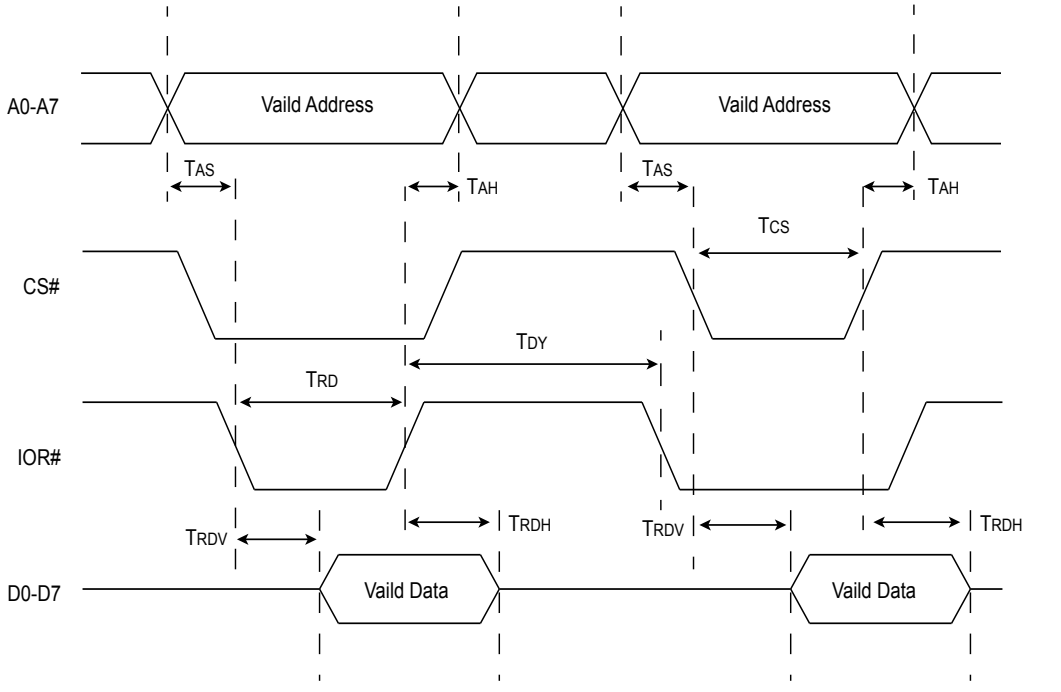 A0-A7
Vaild Address
Vaild Address
TAS
TAH
TAS
TAH
TCS
CS#
TDY
TRD
IOR#
TRDV
TRDH
TRDV
TRDH
D0-D7
Vaild Data
Vaild Data